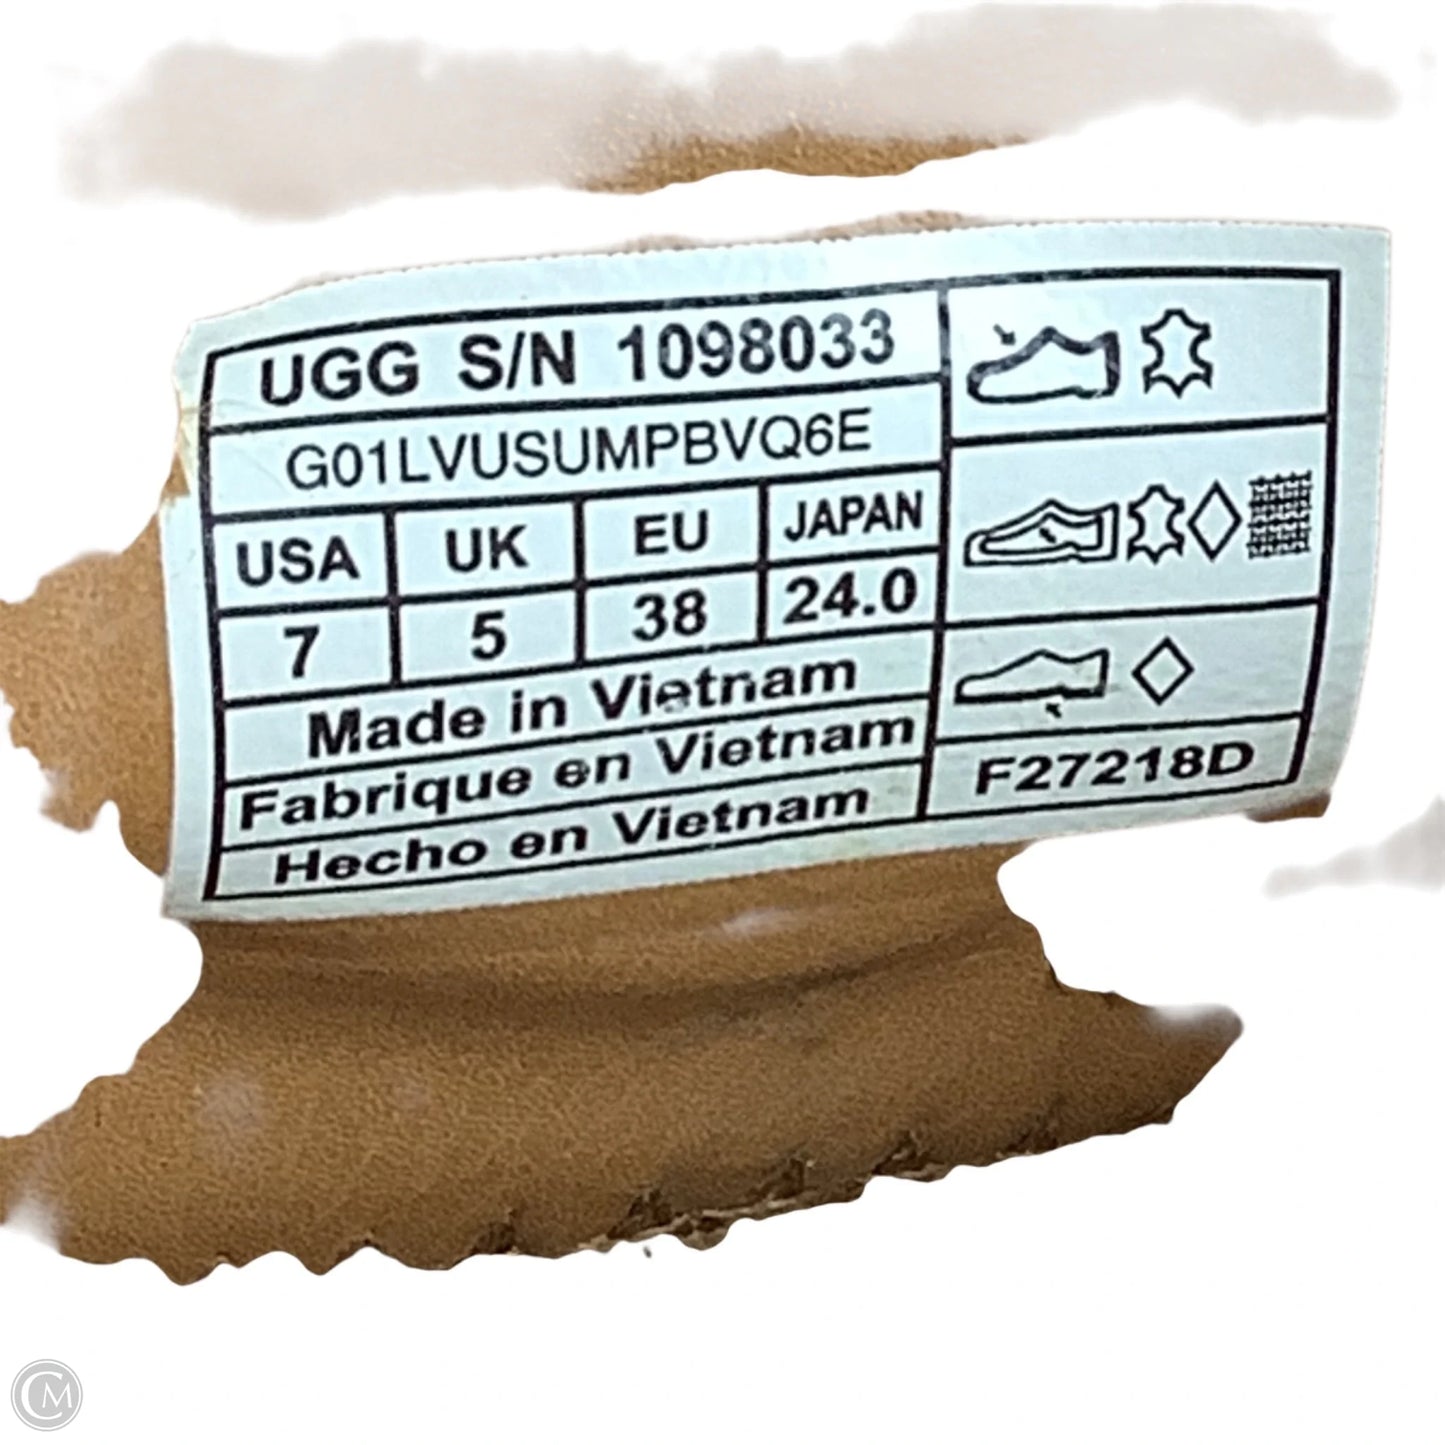 UGG S/N 1098033
G01LVUSUMPBVQ6E
USA UK EU JAPAN
7 5 38 24.0
Made in Vietnam
Fabrique en Vietnam
Hecho en Vietnam
F27218D
CM